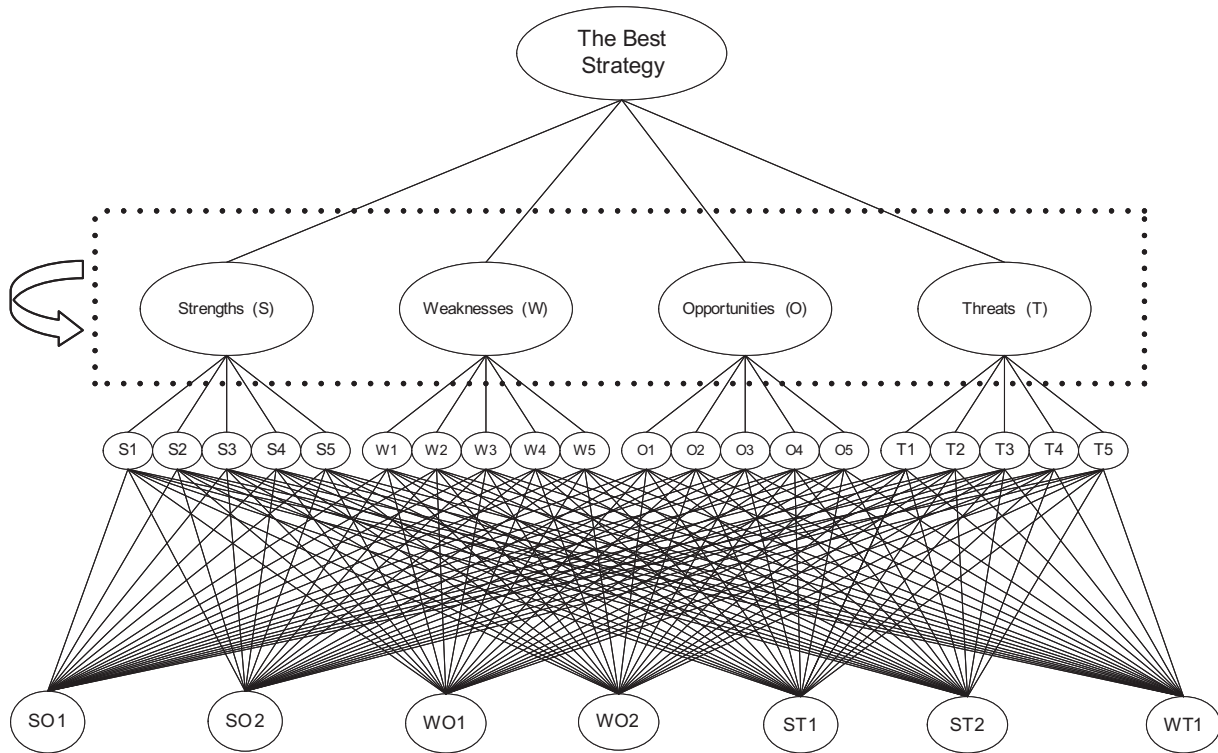 The Best
Strategy
Strengths (S)
Weaknesses (W)
Opportunities (O)
Threats (T)
S1
S2
S3
S4
S5
W1
W2
W3
W4
W5
O1
O2
O3
O4
O5
T1
T2
T3
T4
T5
SO1
SO2
WO1
WO2
ST1
ST2
WT1